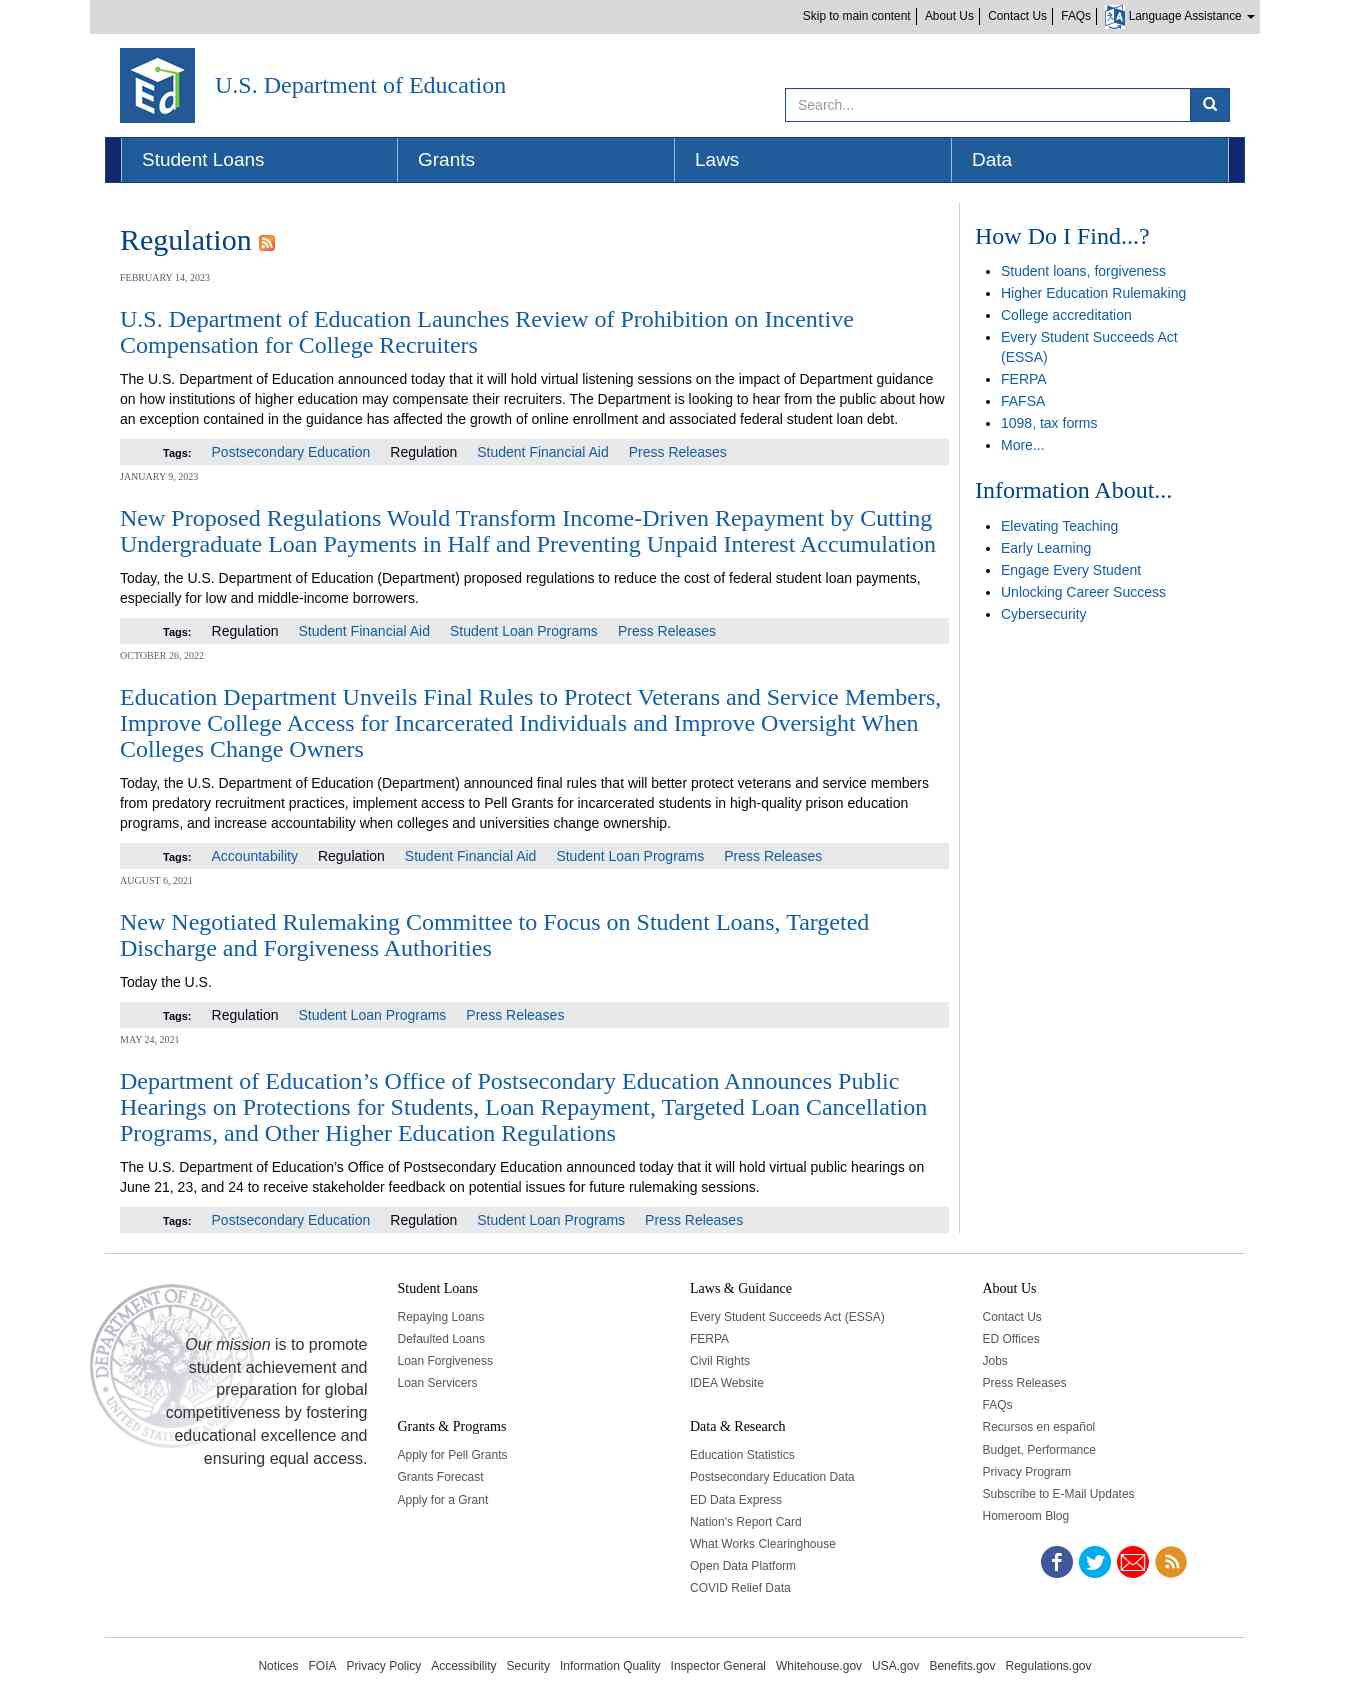 Skip to main content
About Us
Contact Us
FAQs
Language Assistance
Ed
U.S. Department of Education
Search...
Student Loans
Grants
Laws
Data
Regulation
FEBRUARY 14, 2023
U.S. Department of Education Launches Review of Prohibition on Incentive
Compensation for College Recruiters
The U.S. Department of Education announced today that it will hold virtual listening sessions on the impact of Department guidance
on how institutions of higher education may compensate their recruiters. The Department is looking to hear from the public about how
an exception contained in the guidance has affected the growth of online enrollment and associated federal student loan debt.
Tags: Postsecondary Education Regulation Student Financial Aid Press Releases
JANUARY 9, 2023
New Proposed Regulations Would Transform Income-Driven Repayment by Cutting
Undergraduate Loan Payments in Half and Preventing Unpaid Interest Accumulation
Today, the U.S. Department of Education (Department) proposed regulations to reduce the cost of federal student loan payments,
especially for low and middle-income borrowers.
Tags: Regulation Student Financial Aid Student Loan Programs Press Releases
OCTOBER 26, 2022
Education Department Unveils Final Rules to Protect Veterans and Service Members,
Improve College Access for Incarcerated Individuals and Improve Oversight When
Colleges Change Owners
Today, the U.S. Department of Education (Department) announced final rules that will better protect veterans and service members
from predatory recruitment practices, implement access to Pell Grants for incarcerated students in high-quality prison education
programs, and increase accountability when colleges and universities change ownership.
Tags: Accountability Regulation Student Financial Aid Student Loan Programs Press Releases
AUGUST 6, 2021
New Negotiated Rulemaking Committee to Focus on Student Loans, Targeted
Discharge and Forgiveness Authorities
Today the U.S.
Tags: Regulation Student Loan Programs Press Releases
MAY 24, 2021
Department of Education’s Office of Postsecondary Education Announces Public
Hearings on Protections for Students, Loan Repayment, Targeted Loan Cancellation
Programs, and Other Higher Education Regulations
The U.S. Department of Education's Office of Postsecondary Education announced today that it will hold virtual public hearings on
June 21, 23, and 24 to receive stakeholder feedback on potential issues for future rulemaking sessions.
Tags: Postsecondary Education Regulation Student Loan Programs Press Releases
How Do I Find...?
Student loans, forgiveness
Higher Education Rulemaking
College accreditation
Every Student Succeeds Act
(ESSA)
FERPA
FAFSA
1098, tax forms
More...
Information About...
Elevating Teaching
Early Learning
Engage Every Student
Unlocking Career Success
Cybersecurity
DEPARTMENT OF EDUCA
UNITED STA
Our mission is to promote
student achievement and
preparation for global
competitiveness by fostering
educational excellence and
ensuring equal access.
Student Loans
Repaying Loans
Defaulted Loans
Loan Forgiveness
Loan Servicers
Grants & Programs
Apply for Pell Grants
Grants Forecast
Apply for a Grant
Laws & Guidance
Every Student Succeeds Act (ESSA)
FERPA
Civil Rights
IDEA Website
Data & Research
Education Statistics
Postsecondary Education Data
ED Data Express
Nation's Report Card
What Works Clearinghouse
Open Data Platform
COVID Relief Data
About Us
Contact Us
ED Offices
Jobs
Press Releases
FAQs
Recursos en español
Budget, Performance
Privacy Program
Subscribe to E-Mail Updates
Homeroom Blog
Notices FOIA Privacy Policy Accessibility Security Information Quality Inspector General Whitehouse.gov USA.gov Benefits.gov Regulations.gov